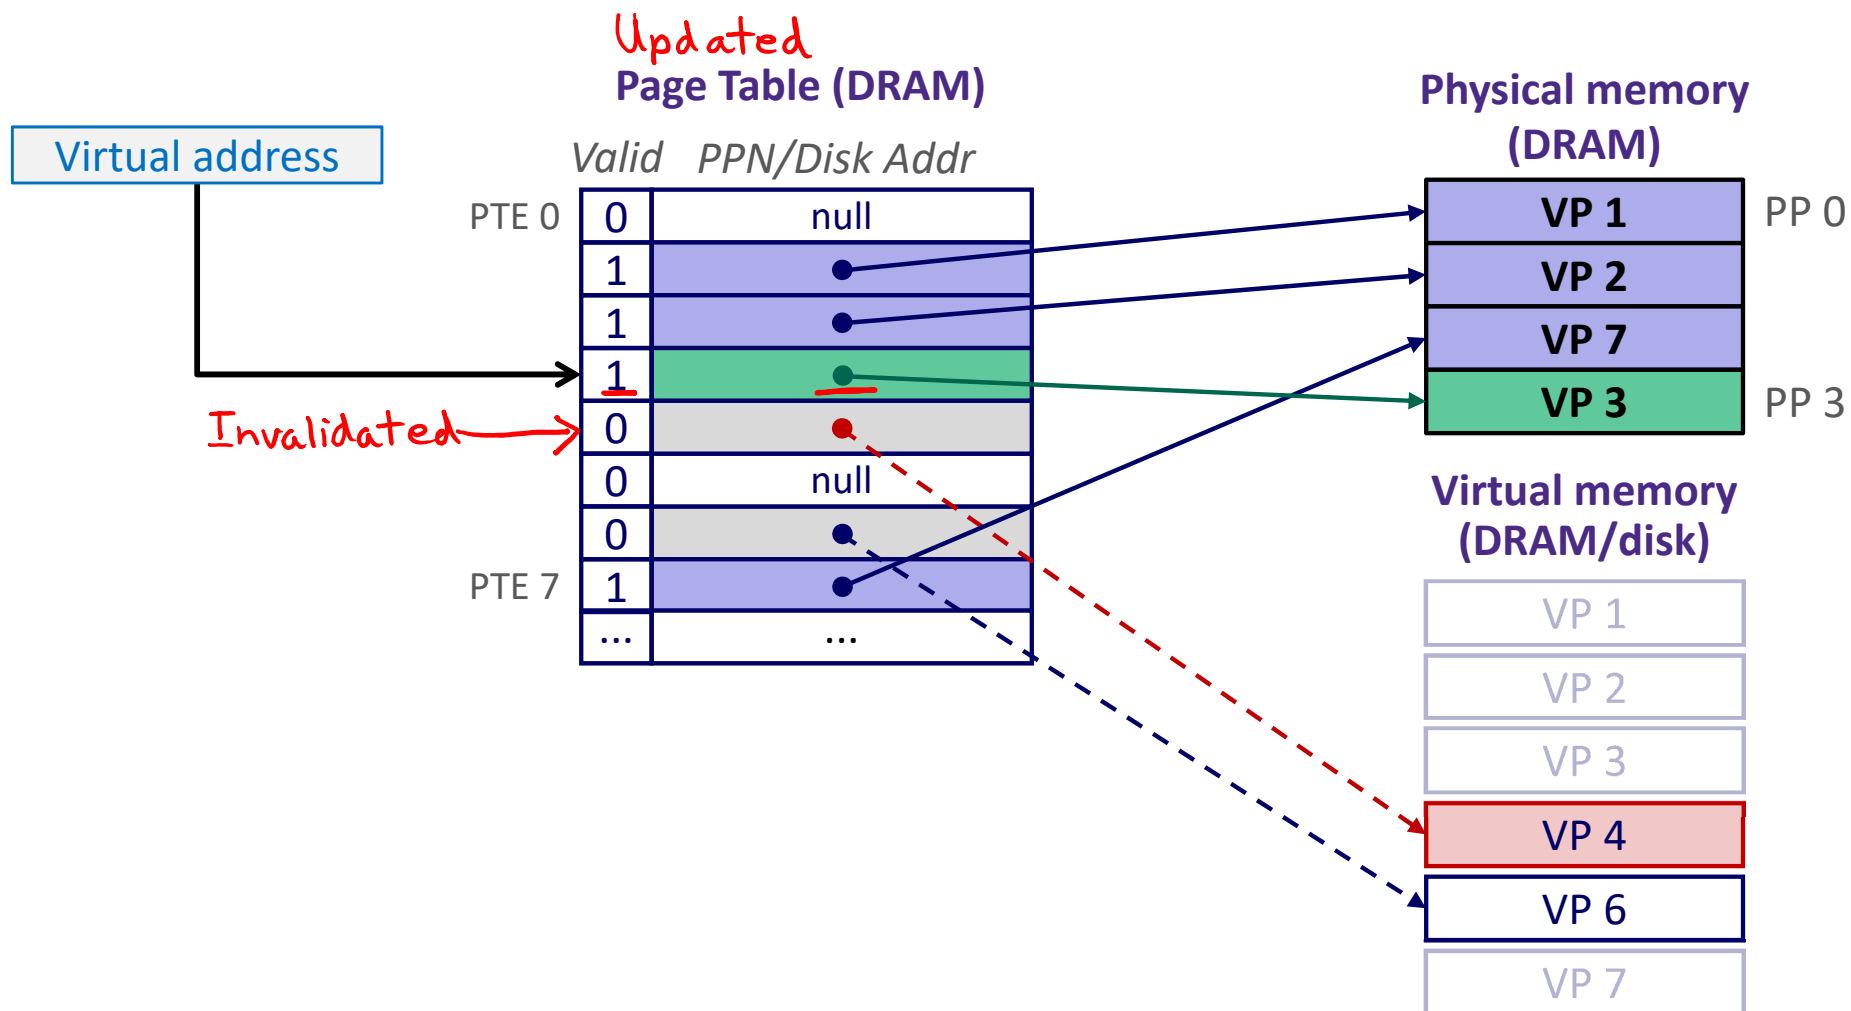 Updated
Page Table (DRAM)
Virtual address
Valid PPN/Disk Addr
PTE 0 0 null
1
1
1
Invalidated 0
0 null
0
PTE 7 1
... ...
Physical memory
(DRAM)
VP 1 PP 0
VP 2
VP 7
VP 3 PP 3
Virtual memory
(DRAM/disk)
VP 1
VP 2
VP 3
VP 4
VP 6
VP 7